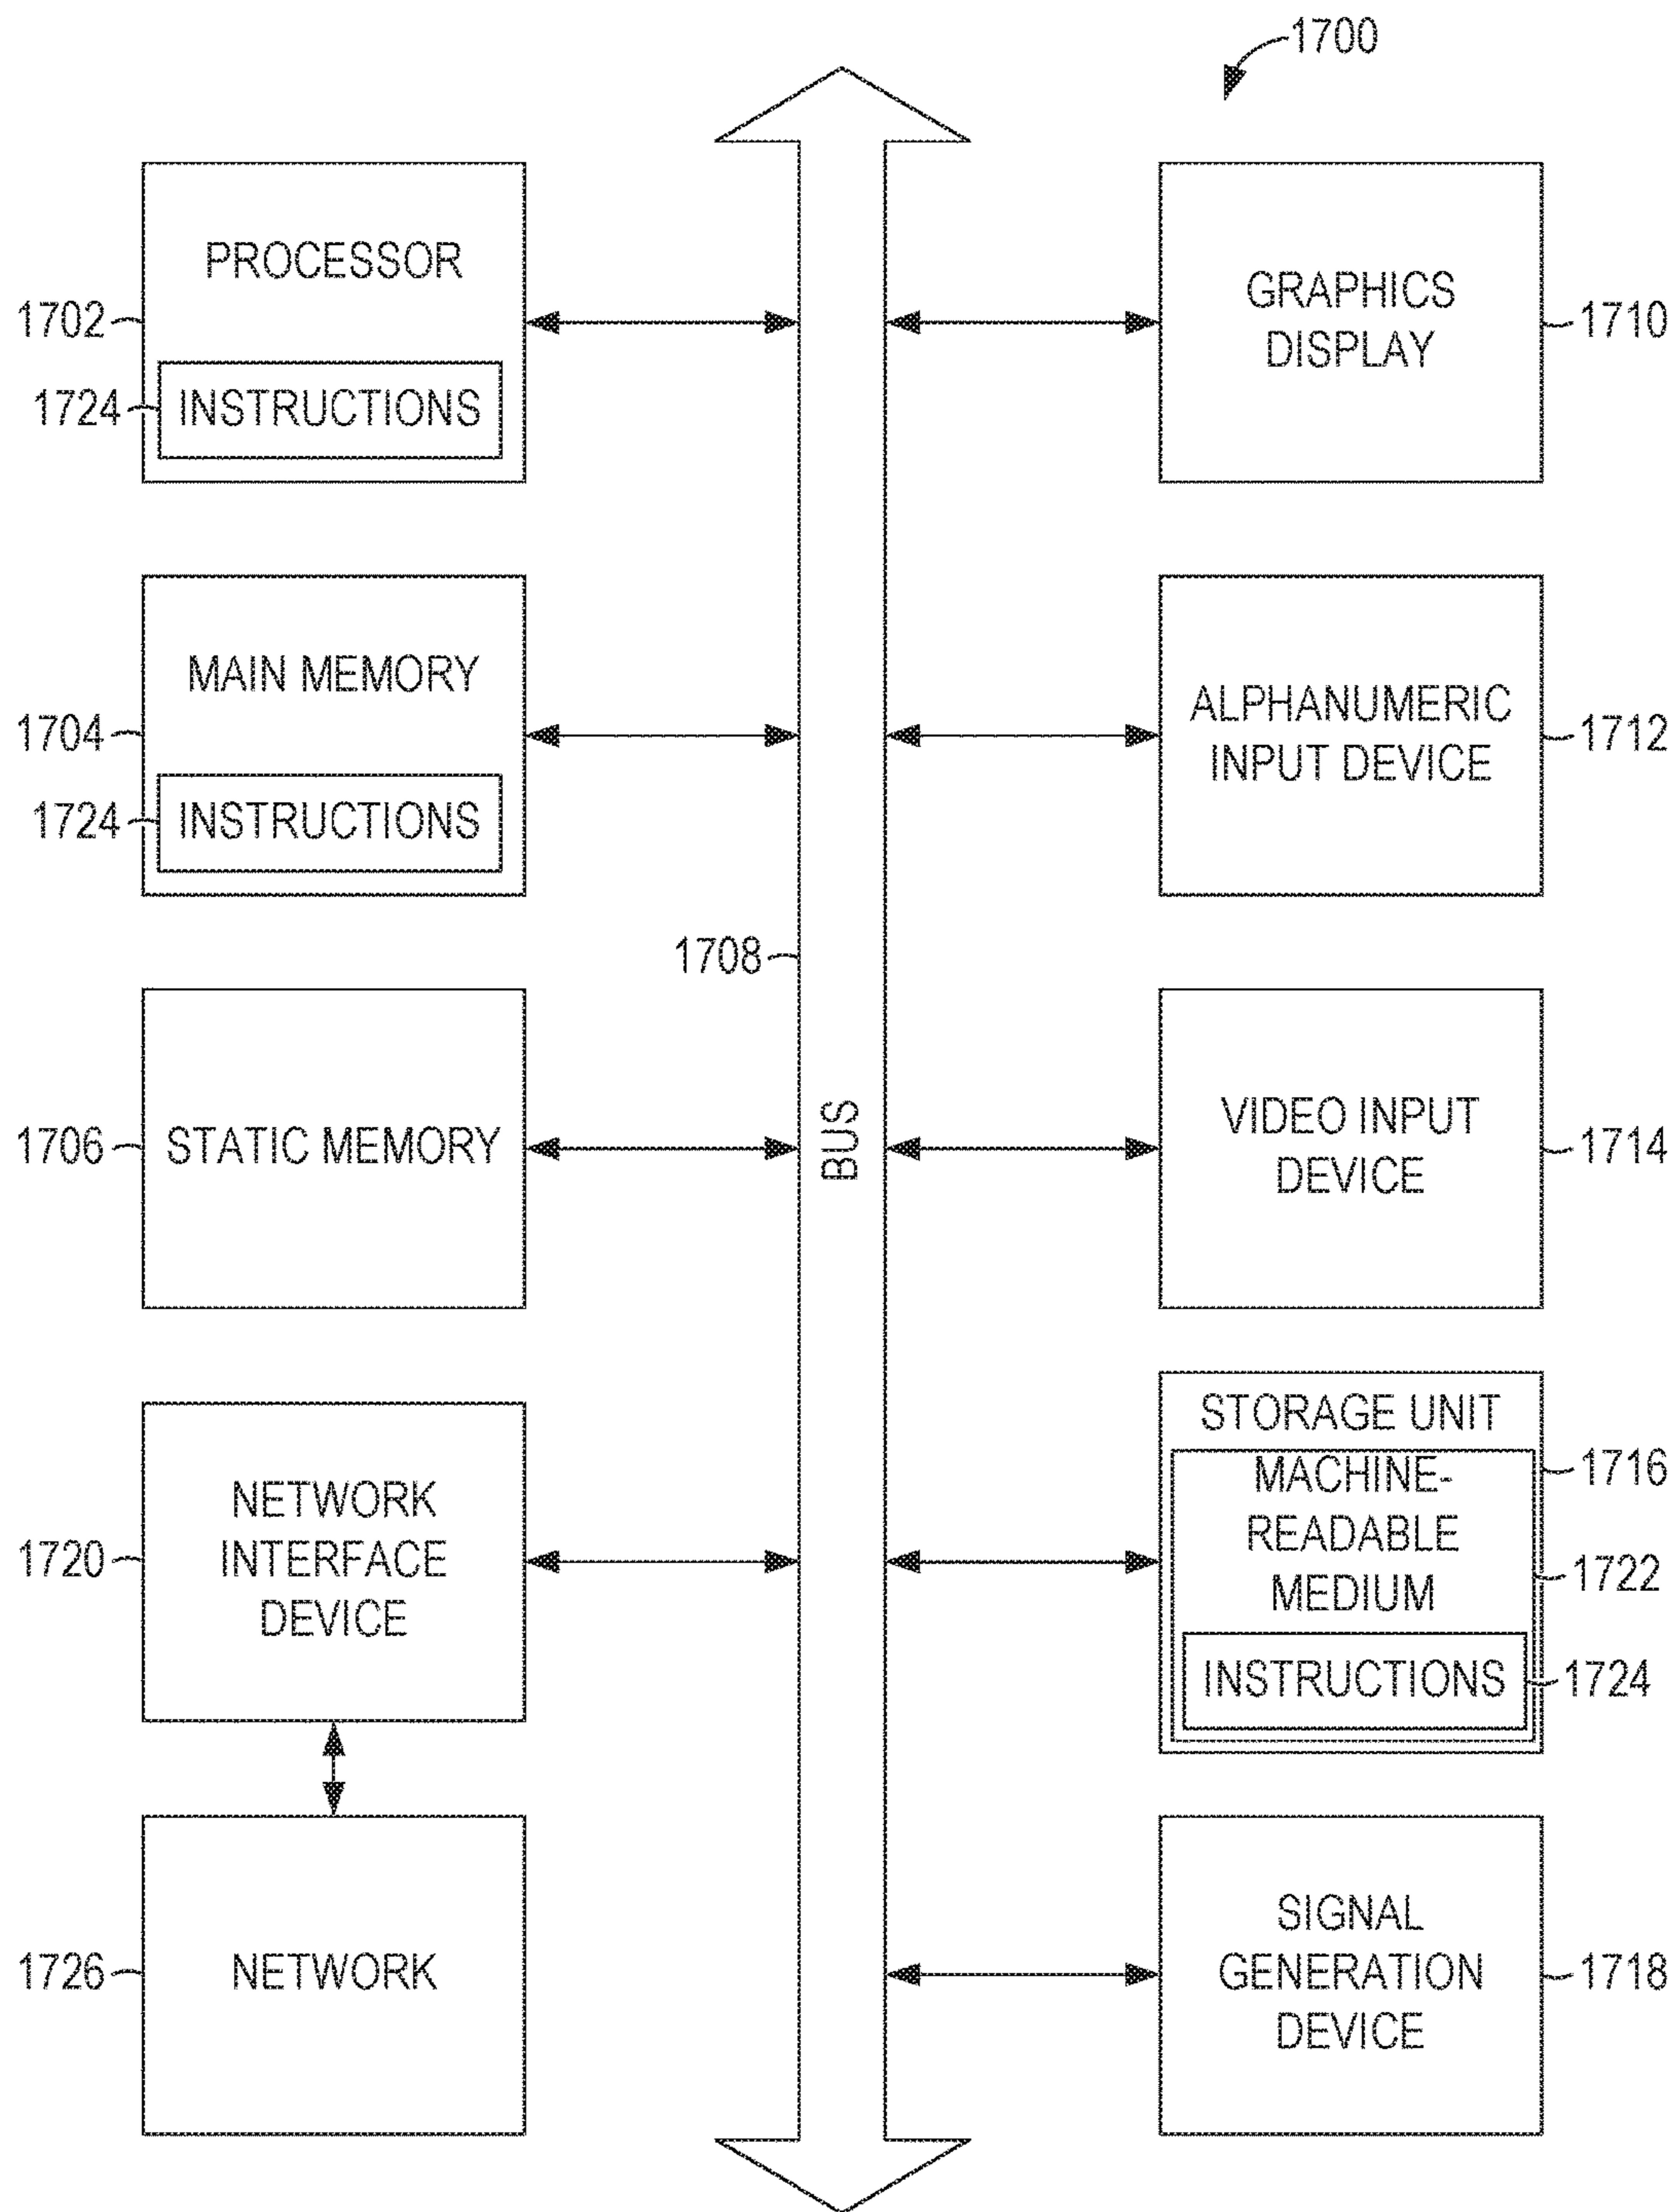 1700
PROCESSOR
1702
1724
INSTRUCTIONS
MAIN MEMORY
1704
1724
INSTRUCTIONS
1706
STATIC MEMORY
NETWORK
INTERFACE
DEVICE
1720
1726
NETWORK
1708
BUS
GRAPHICS
DISPLAY
1710
ALPHANUMERIC
INPUT DEVICE
1712
VIDEO INPUT
DEVICE
1714
STORAGE UNIT
1716
MACHINE-
READABLE
MEDIUM
1722
INSTRUCTIONS
1724
SIGNAL
GENERATION
DEVICE
1718